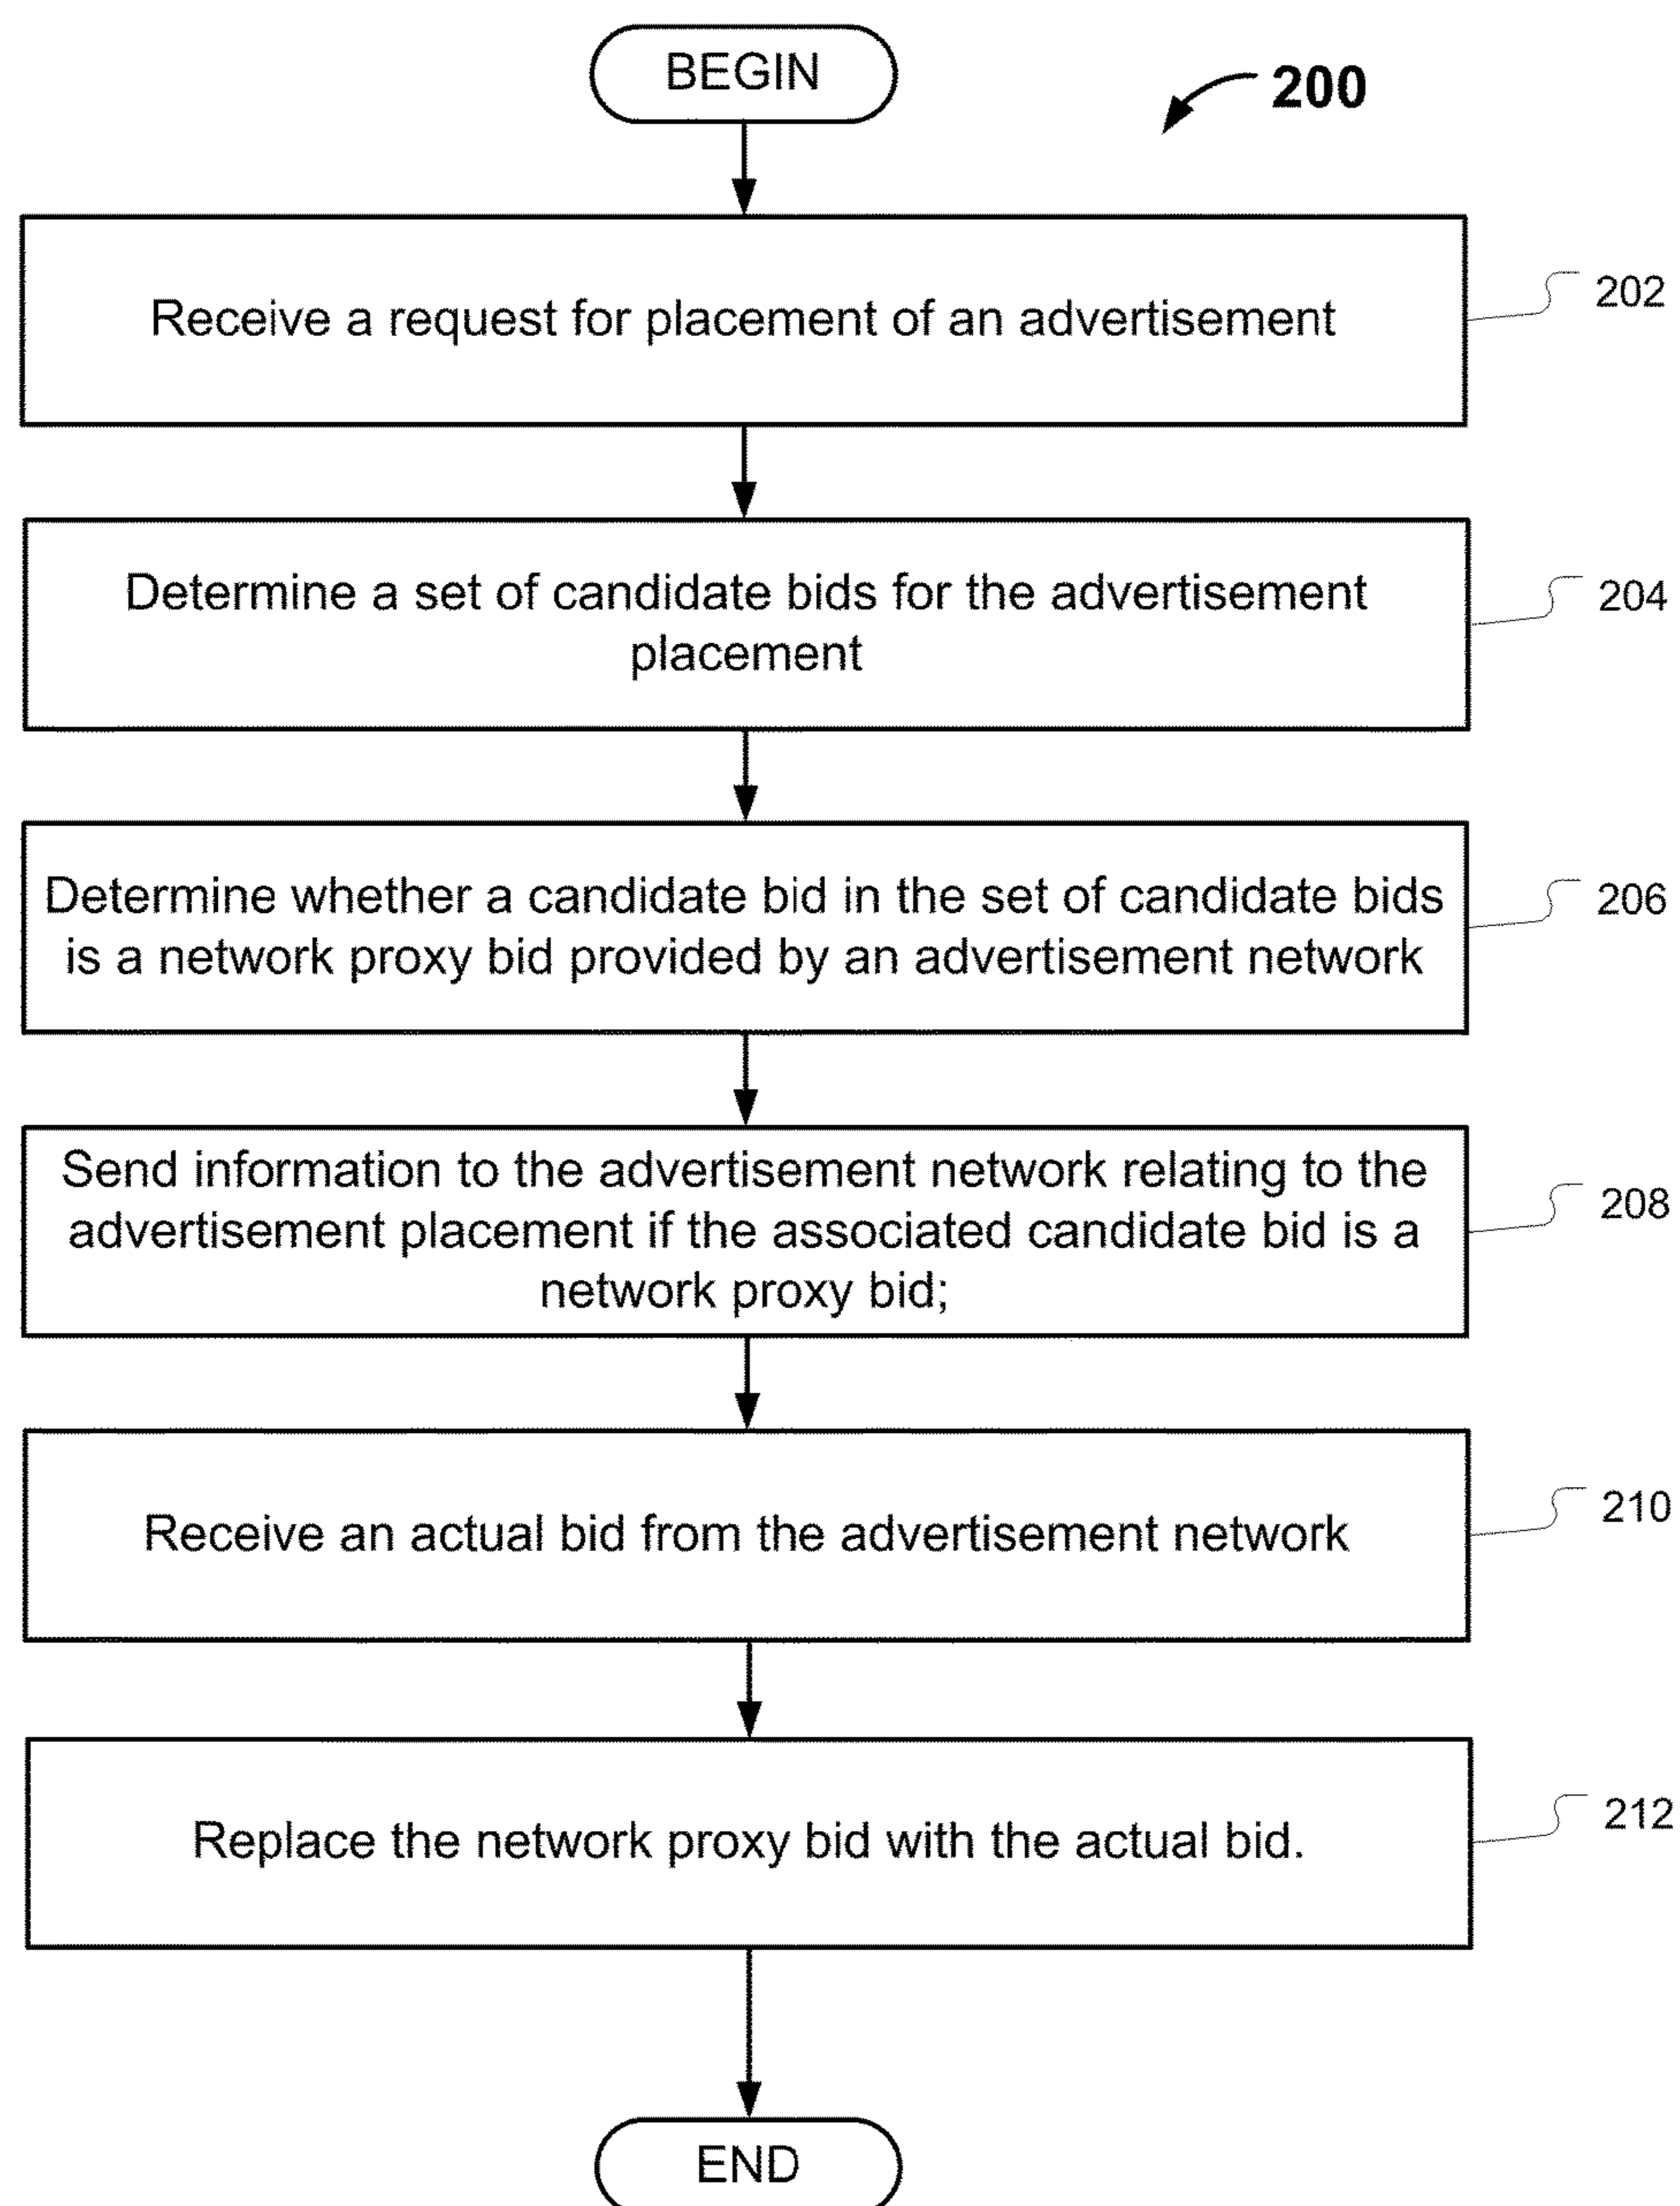 BEGIN
200
Receive a request for placement of an advertisement
202
Determine a set of candidate bids for the advertisement
placement
204
Determine whether a candidate bid in the set of candidate bids
is a network proxy bid provided by an advertisement network
206
Send information to the advertisement network relating to the
advertisement placement if the associated candidate bid is a
network proxy bid;
208
Receive an actual bid from the advertisement network
210
Replace the network proxy bid with the actual bid.
212
END